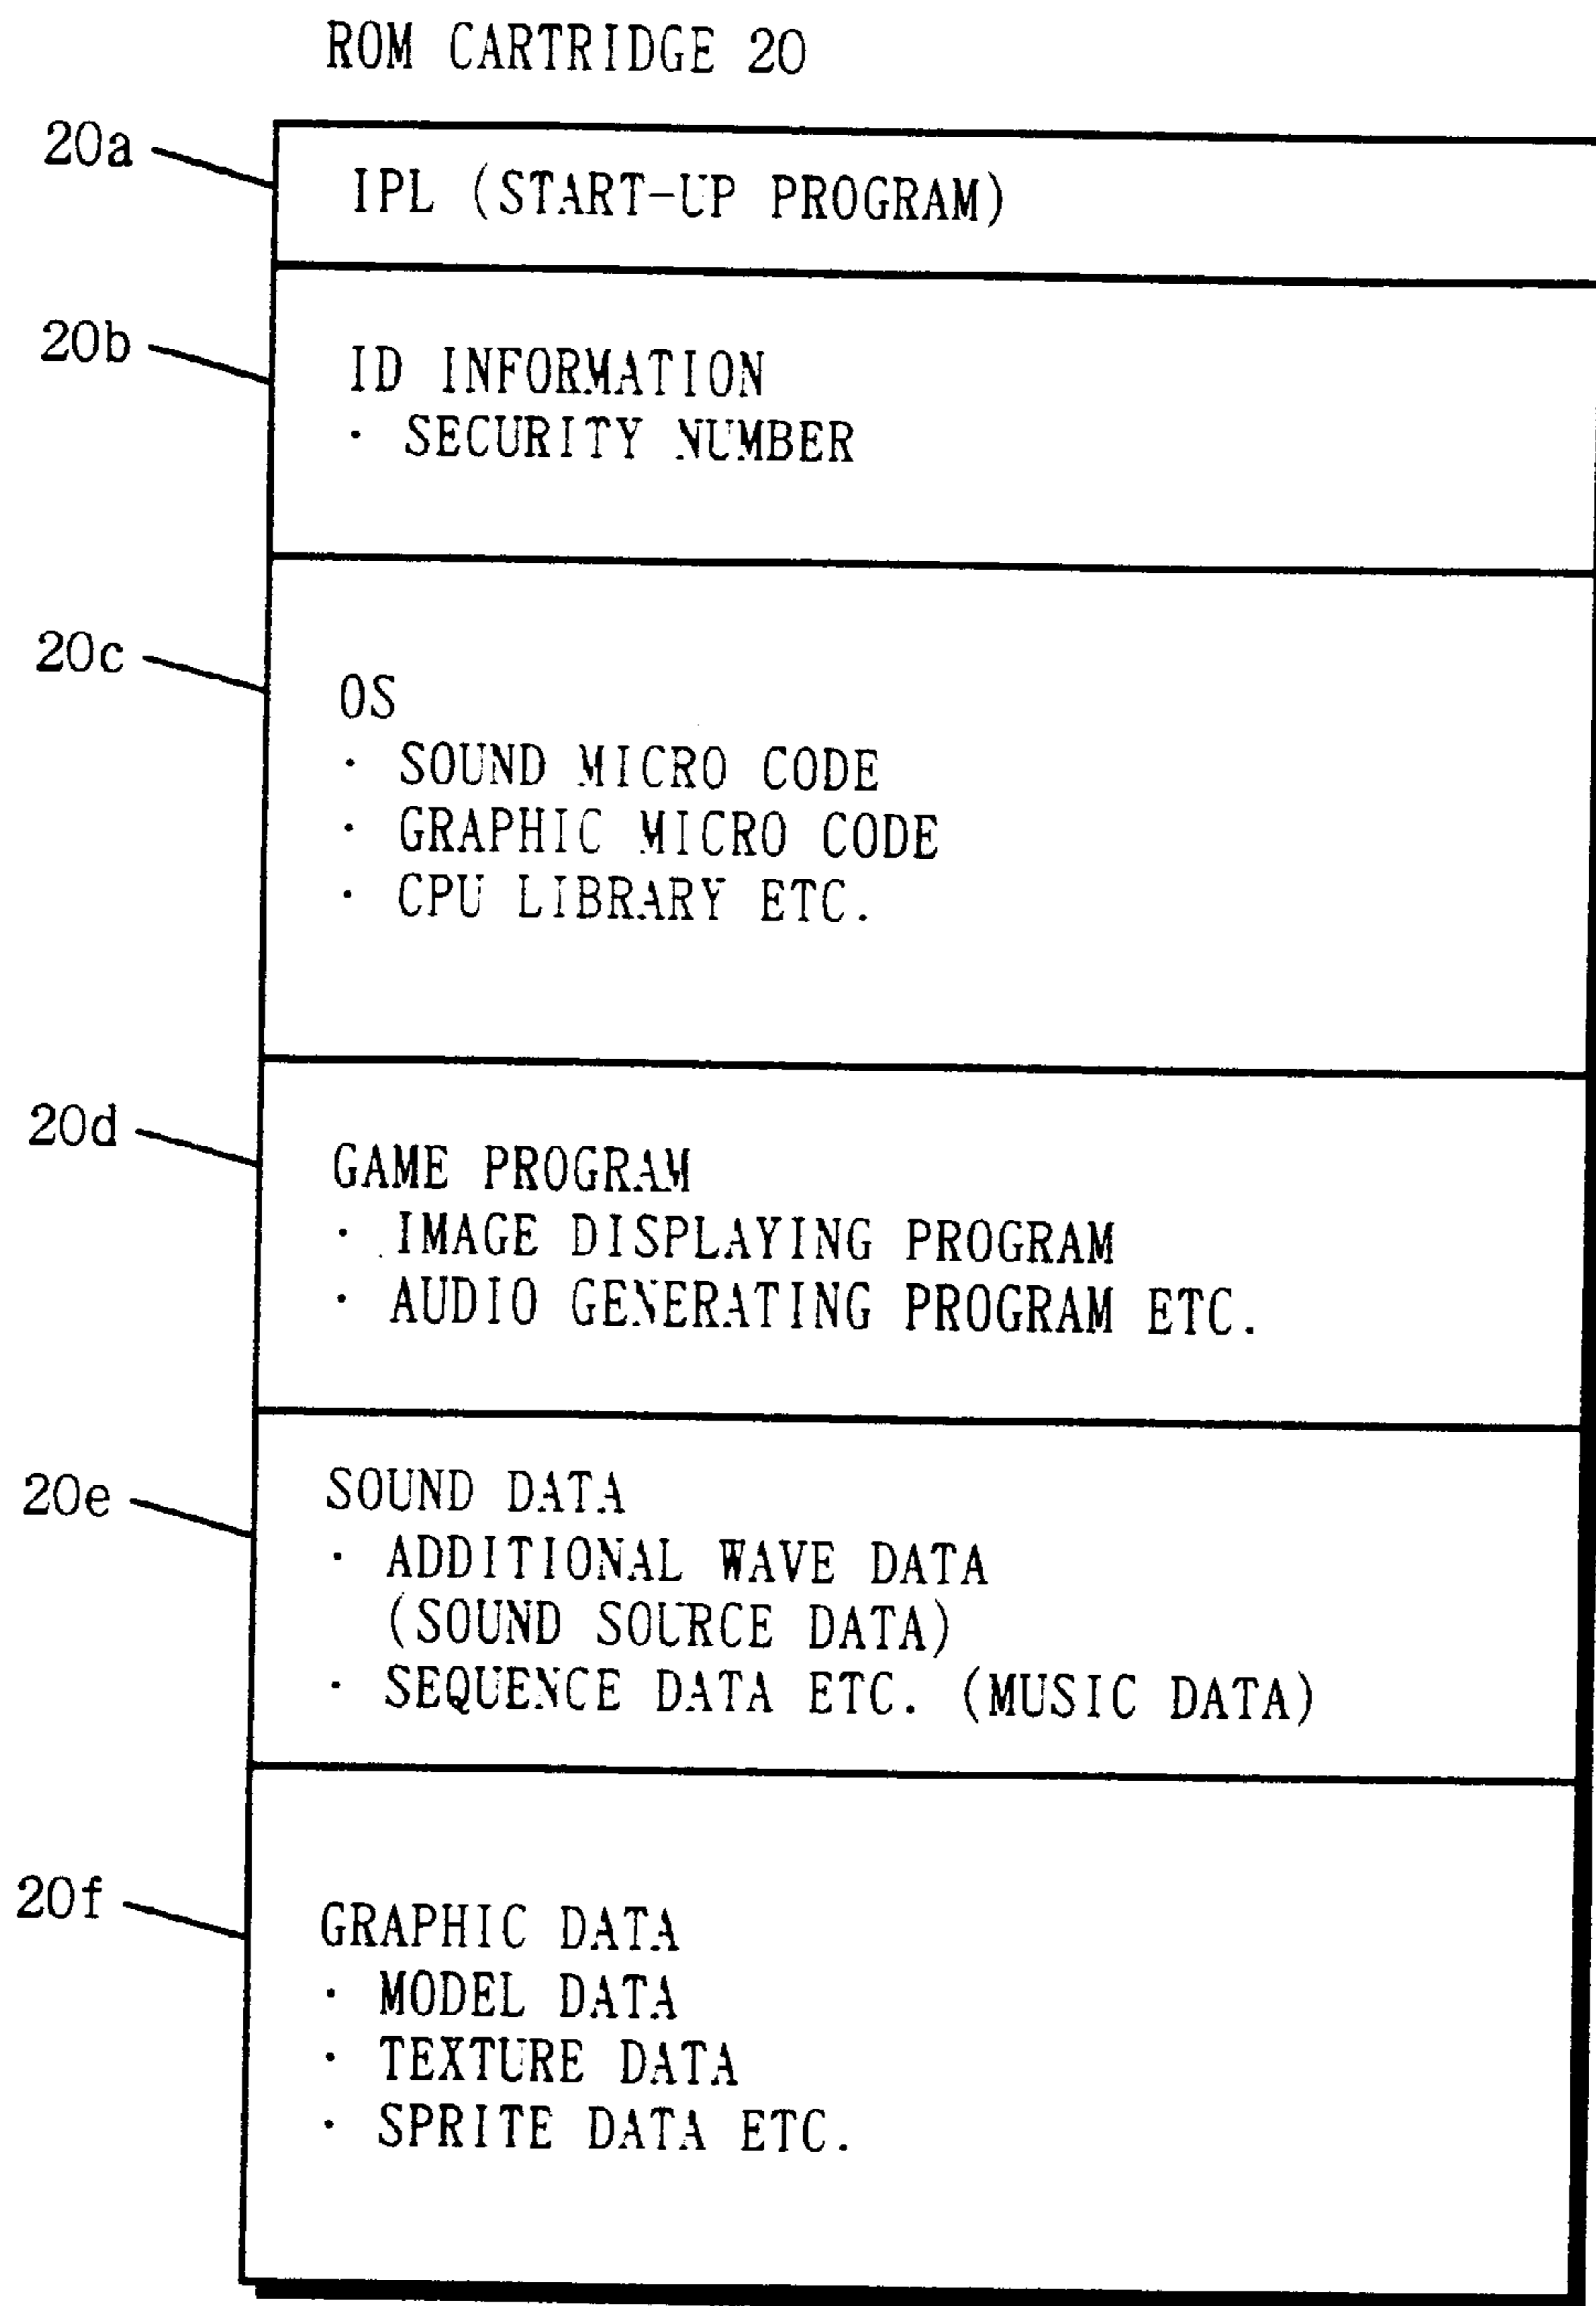 ROM CARTRIDGE 20
20a
IPL (START-UP PROGRAM)
20b
ID INFORMATION
· SECURITY NUMBER
20c
OS
· SOUND MICRO CODE
· GRAPHIC MICRO CODE
· CPU LIBRARY ETC.
20d
GAME PROGRAM
· IMAGE DISPLAYING PROGRAM
· AUDIO GENERATING PROGRAM ETC.
20e
SOUND DATA
· ADDITIONAL WAVE DATA
(SOUND SOURCE DATA)
· SEQUENCE DATA ETC. (MUSIC DATA)
20f
GRAPHIC DATA
· MODEL DATA
· TEXTURE DATA
· SPRITE DATA ETC.